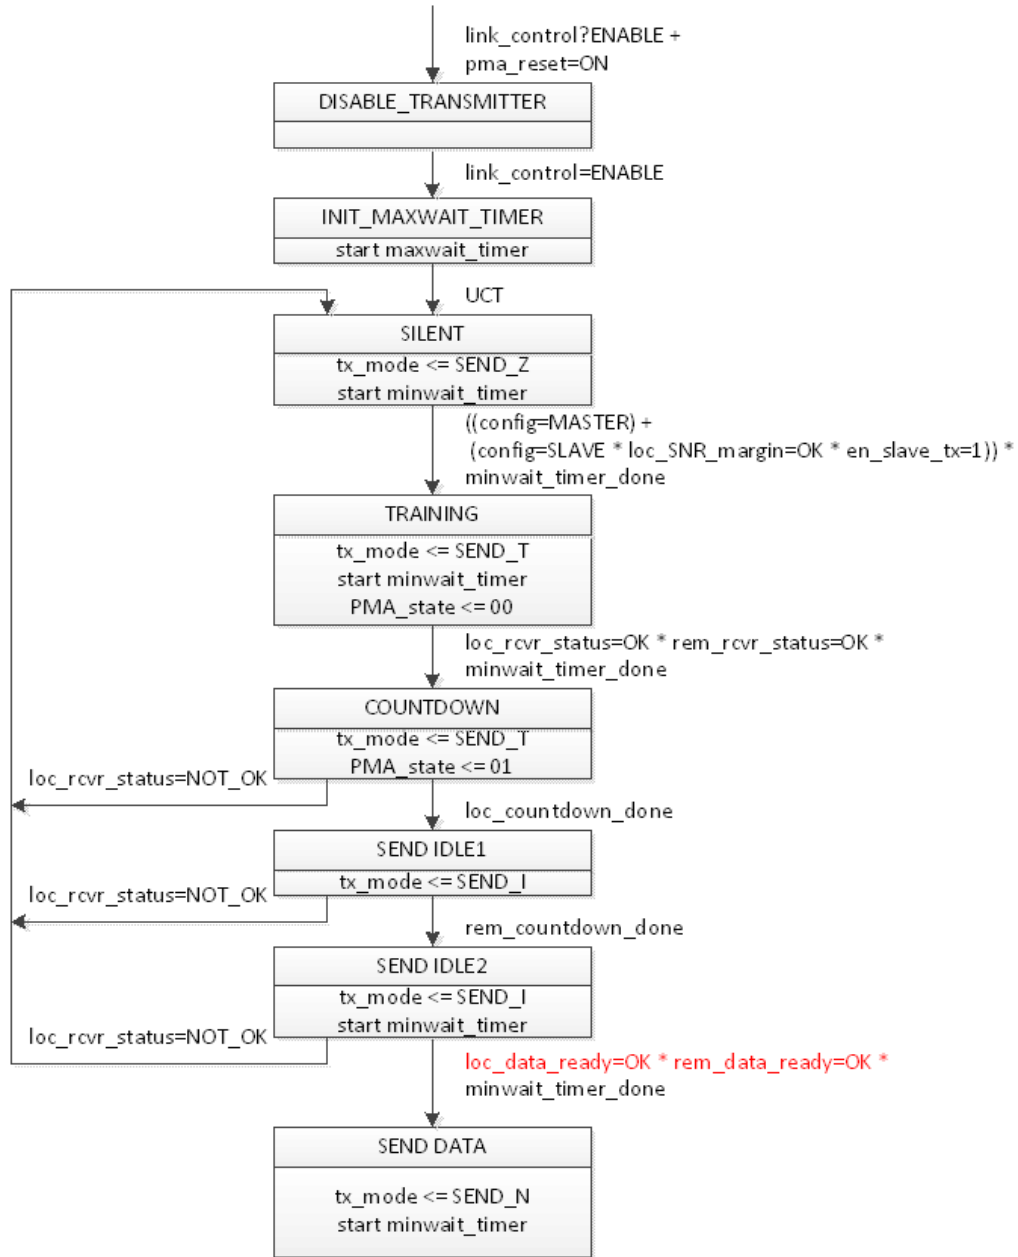 link_control?ENABLE +
pma_reset=ON
DISABLE_TRANSMITTER
link_control=ENABLE
INIT_MAXWAIT_TIMER
start maxwait_timer
UCT
SILENT
tx_mode <= SEND_Z
start minwait_timer
((config=MASTER) +
(config=SLAVE * loc_SNR_margin=OK * en_slave_tx=1)) *
minwait_timer_done
TRAINING
tx_mode <= SEND_T
start minwait_timer
PMA_state <= 00
loc_rcvr_status=OK * rem_rcvr_status=OK *
minwait_timer_done
COUNTDOWN
tx_mode <= SEND_T
PMA_state <= 01
loc_rcvr_status=NOT_OK
loc_countdown_done
SEND IDLE1
tx_mode <= SEND_I
loc_rcvr_status=NOT_OK
rem_countdown_done
SEND IDLE2
tx_mode <= SEND_I
start minwait_timer
loc_rcvr_status=NOT_OK
loc_data_ready=OK * rem_data_ready=OK *
minwait_timer_done
SEND DATA
tx_mode <= SEND_N
start minwait_timer